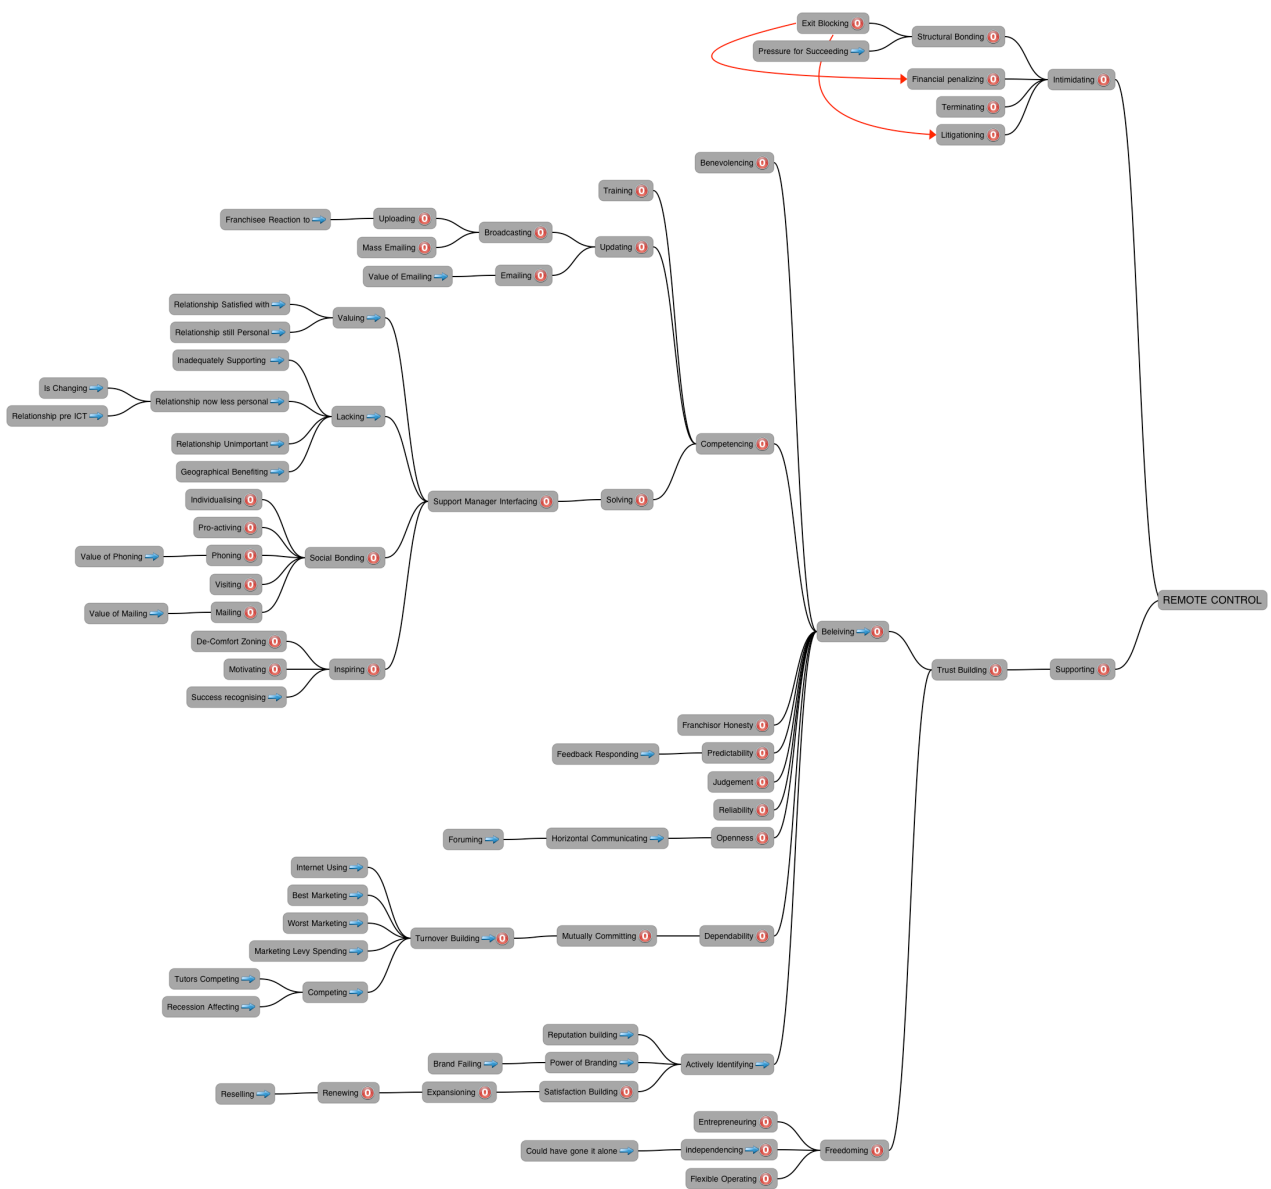 Exit Blocking
Structural Bonding
Pressure for Succeeding
Financial penalizing
Intimidating
Terminating
Litigationing
Benevolencing
Training
Franchisee Reaction to
Uploading
Broadcasting
Mass Emailing
Updating
Value of Emailing
Emailing
Relationship Satisfied with
Valuing
Relationship still Personal
Inadequately Supporting
Is Changing
Relationship now less personal
Relationship pre ICT
Lacking
Relationship Unimportant
Competencing
Geographical Benefiting
Individualising
Support Manager Interfacing
Solving
Pro-activing
Value of Phoning
Phoning
Social Bonding
Visiting
REMOTE CONTROL
Value of Mailing
Mailing
De-Comfort Zoning
Beleiving
Motivating
Inspiring
Trust Building
Supporting
Success recognising
Franchisor Honesty
Feedback Responding
Predictability
Judgement
Reliability
Foruming
Horizontal Communicating
Openness
Internet Using
Best Marketing
Worst Marketing
Turnover Building
Mutually Committing
Dependability
Marketing Levy Spending
Tutors Competing
Competing
Recession Affecting
Reputation building
Brand Failing
Power of Branding
Actively Identifying
Reselling
Renewing
Expansioning
Satisfaction Building
Entrepreneuring
Could have gone it alone
Independencing
Freedoming
Flexible Operating